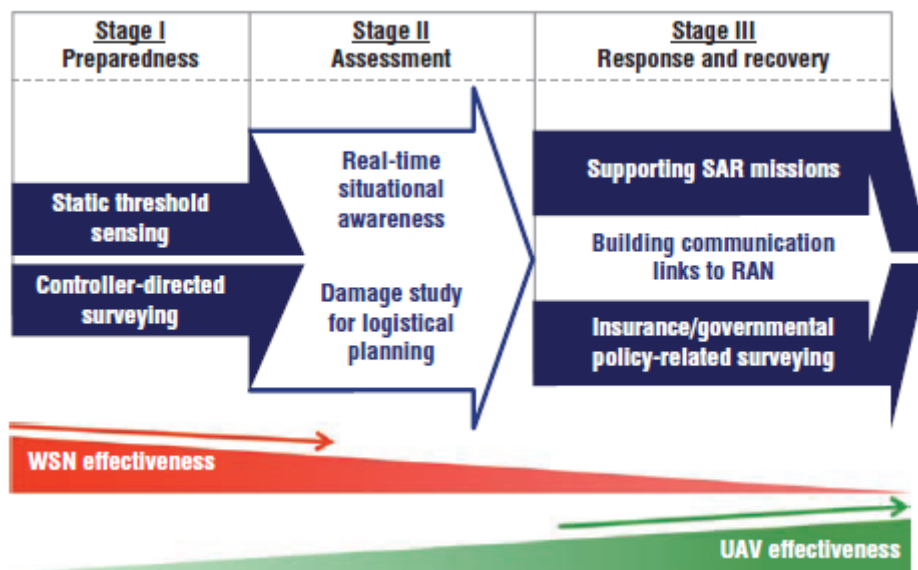 Stage I
Preparedness
Stage II
Assessment
Stage III
Response and recovery
Static threshold
sensing
Controller-directed
surveying
Real-time
situational
awareness
Damage study
for logistical
planning
Supporting SAR missions
Building communication
links to RAN
Insurance/governmental
policy-related surveying
WSN effectiveness
UAV effectiveness